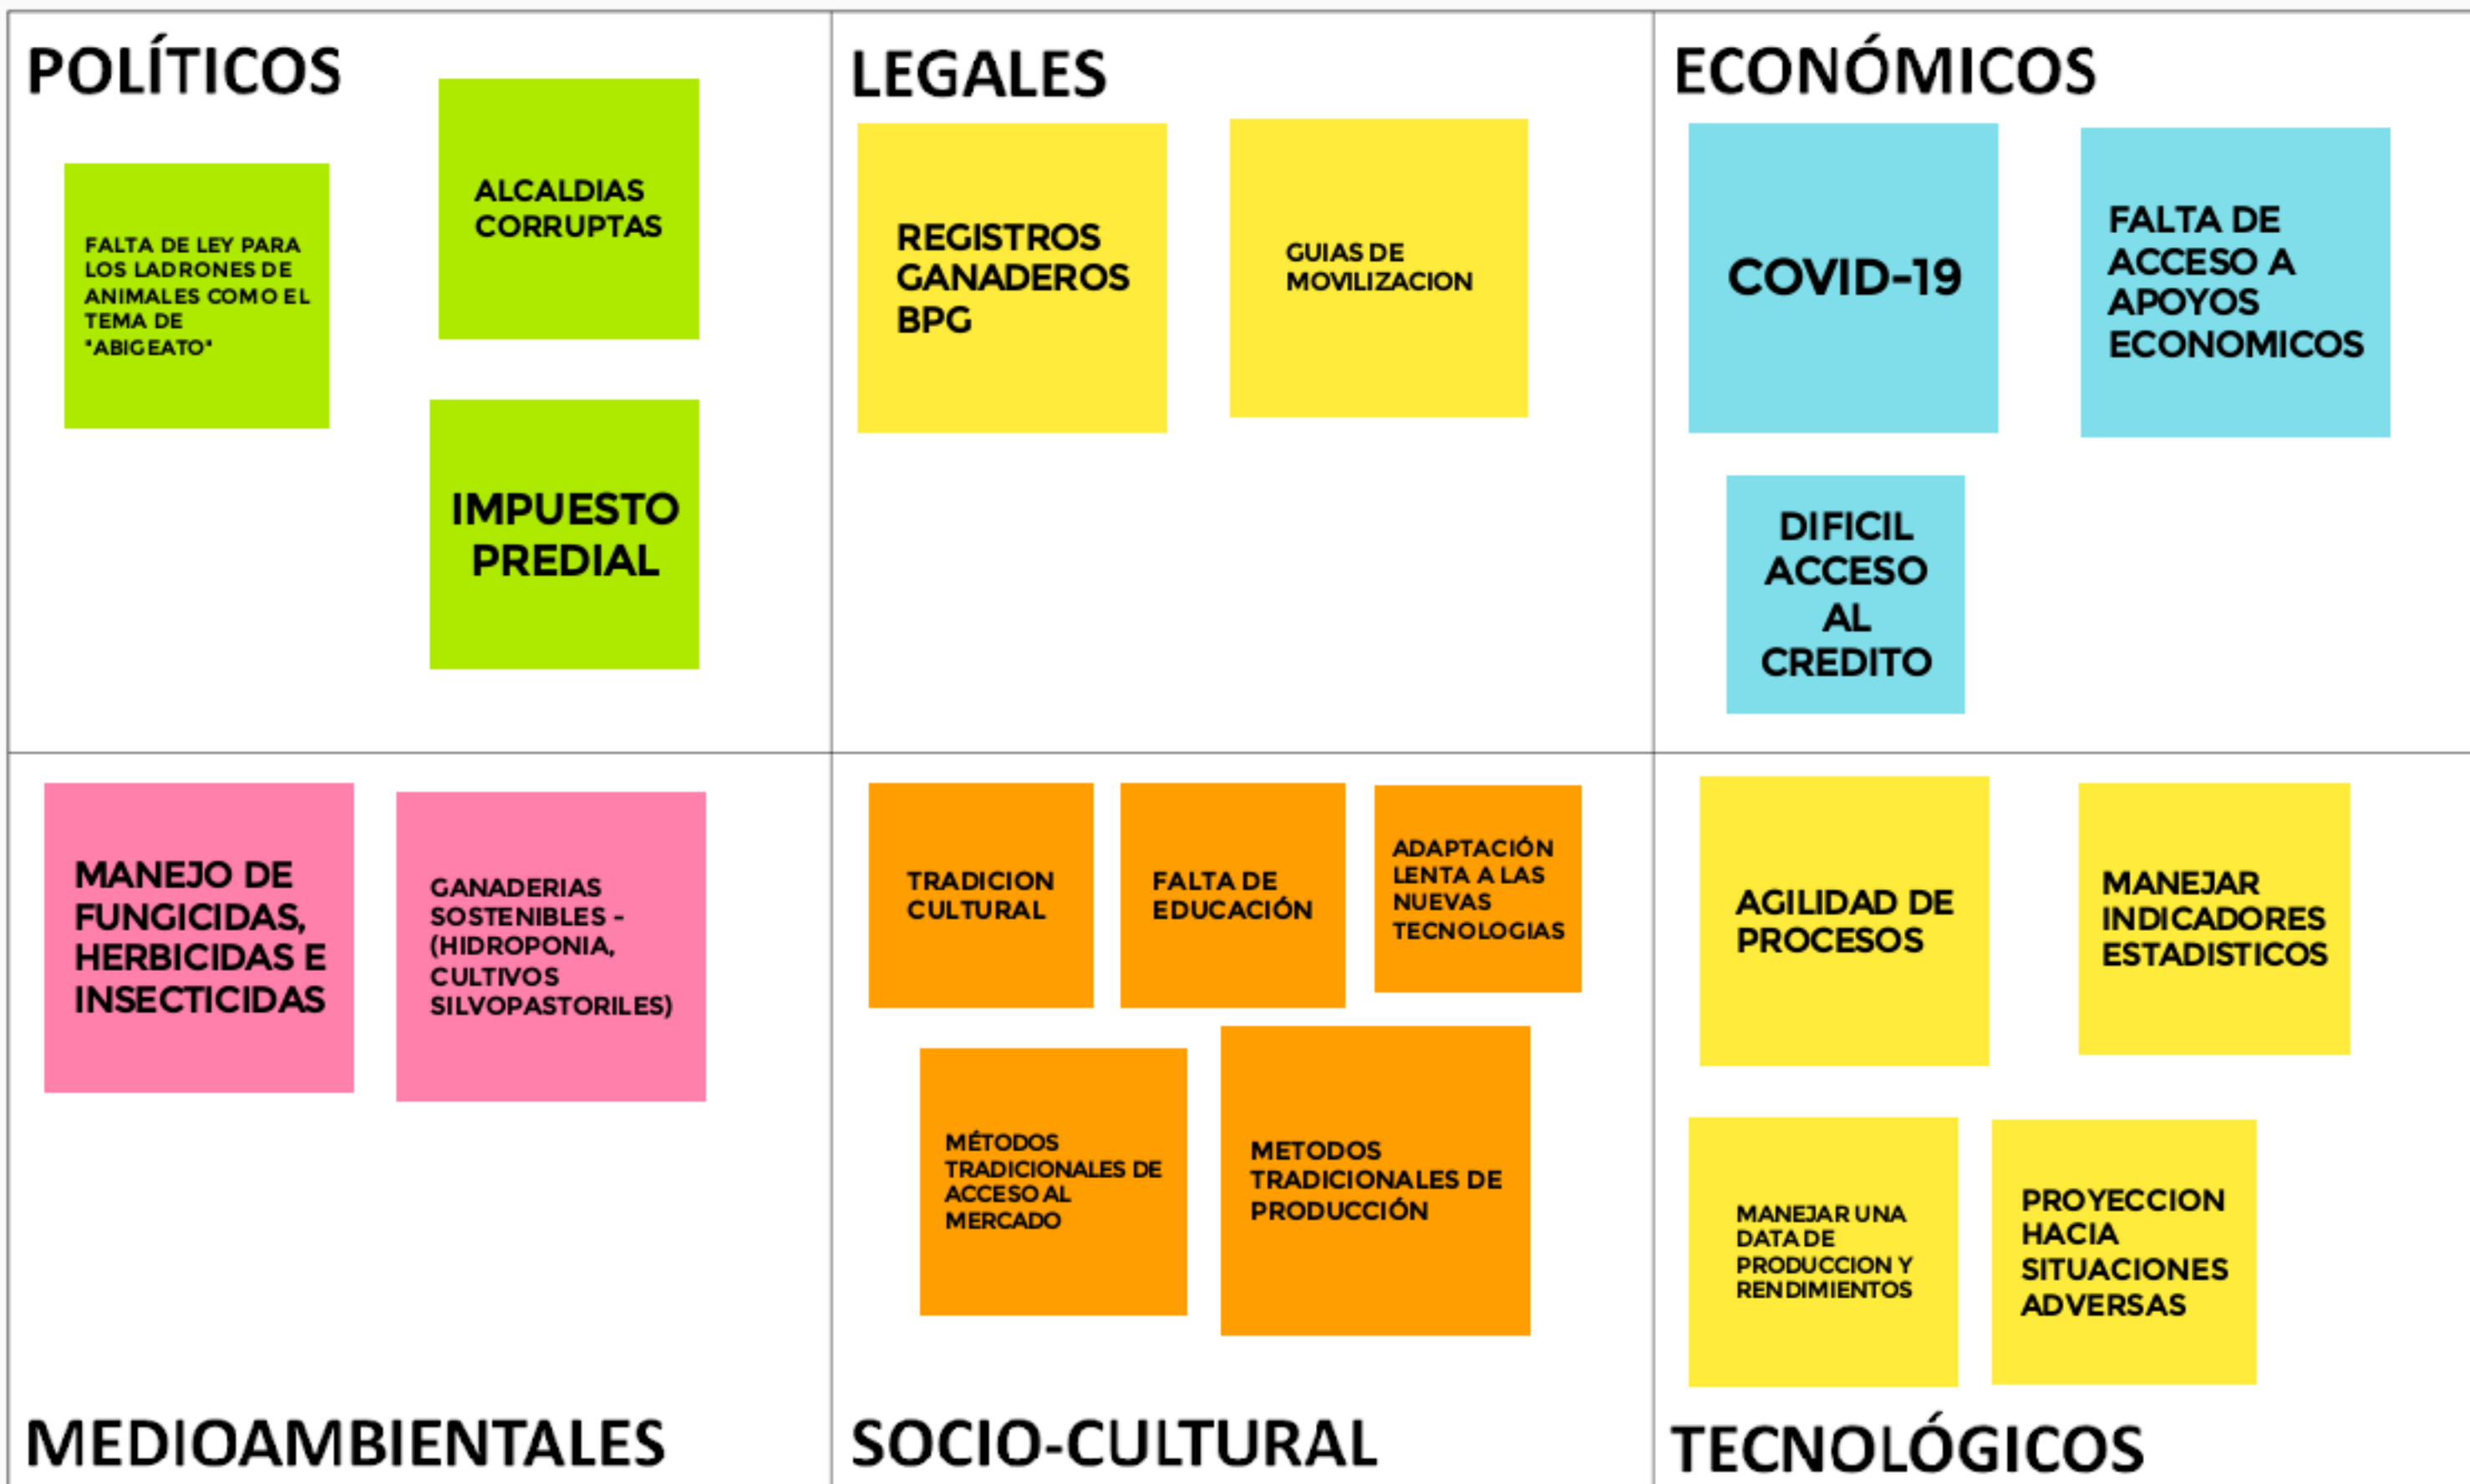 POLÍTICOS
FALTA DE LEY PARA
LOS LADRONES DE
ANIMALES COMO EL
TEMA DE
"ABIGEATO"
ALCALDIAS
CORRUPTAS
IMPUESTO
PREDIAL
LEGALES
REGISTROS
GANADEROS
BPG
GUIAS DE
MOVILIZACION
ECONÓMICOS
COVID-19
FALTA DE
ACCESO A
APOYOS
ECONOMICOS
DIFICIL
ACCESO
AL
CREDITO
MANEJO DE
FUNGICIDAS,
HERBICIDAS E
INSECTICIDAS
GANADERIAS
SOSTENIBLES -
(HIDROPONIA,
CULTIVOS
SILVOPASTORILES)
MEDIOAMBIENTALES
TRADICION
CULTURAL
FALTA DE
EDUCACIÓN
ADAPTACIÓN
LENTA A LAS
NUEVAS
TECNOLOGIAS
MÉTODOS
TRADICIONALES DE
ACCESO AL
MERCADO
METODOS
TRADICIONALES DE
PRODUCCIÓN
SOCIO-CULTURAL
AGILIDAD DE
PROCESOS
MANEJAR
INDICADORES
ESTADISTICOS
MANEJAR UNA
DATA DE
PRODUCCION Y
RENDIMIENTOS
PROYECCION
HACIA
SITUACIONES
ADVERSAS
TECNOLÓGICOS